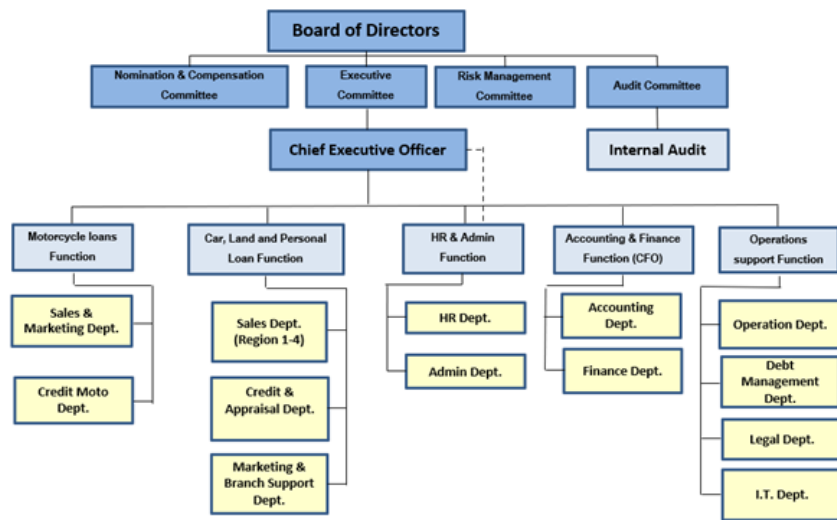 Board of Directors
Nomination & Compensation
Committee
Executive
Committee
Risk Management
Committee
Audit Committee
Chief Executive Officer
Internal Audit
Motorcycle loans
Function
Car, Land and Personal
Loan Function
HR & Admin
Function
Accounting & Finance
Function (CFO)
Operations
support Function
Sales &
Marketing Dept.
Credit Moto
Dept.
Sales Dept.
(Region 1-4)
Credit &
Appraisal Dept.
Marketing &
Branch Support
Dept.
HR Dept.
Admin Dept.
Accounting
Dept.
Finance Dept.
Operation Dept.
Debt
Management
Dept.
Legal Dept.
I.T. Dept.